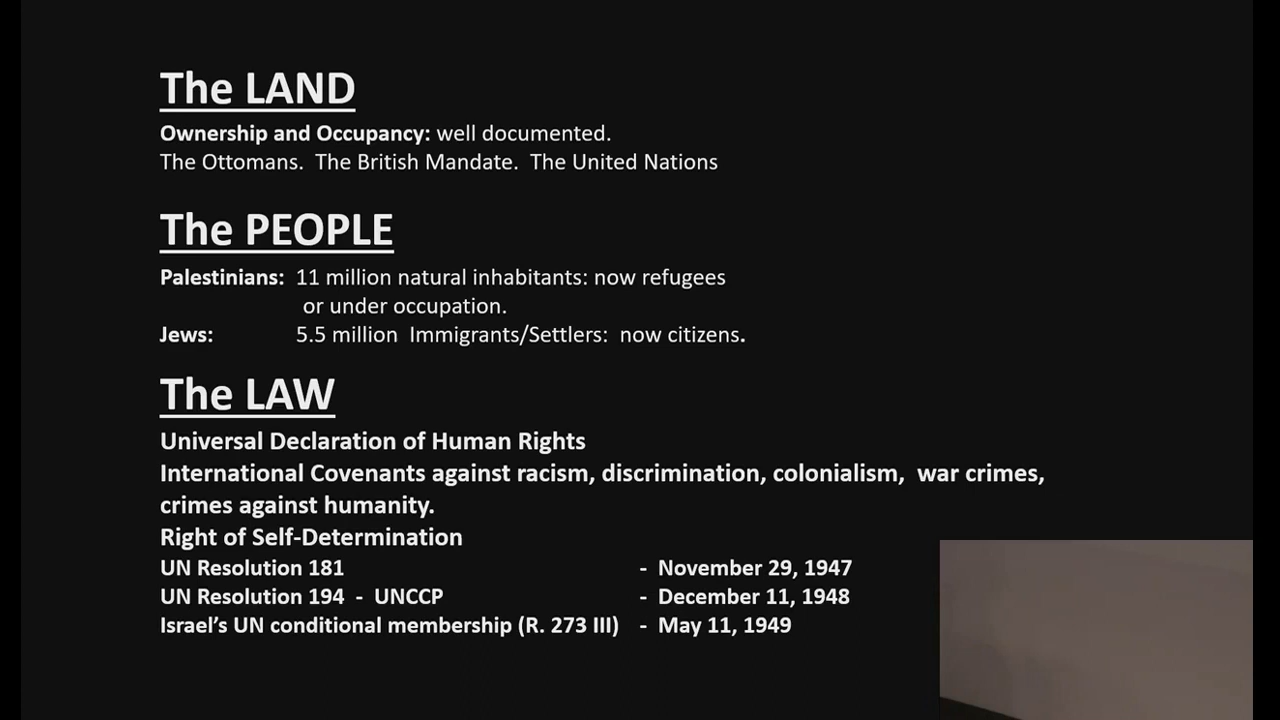 The LAND
Ownership and Occupancy: well documented.
The Ottomans. The British Mandate. The United Nations
The PEOPLE
Palestinians: 11 million natural inhabitants: now refugees
or under occupation.
Jews: 5.5 million Immigrants/Settlers: now citizens.
The LAW
Universal Declaration of Human Rights
International Covenants against racism, discrimination, colonialism, war crimes,
crimes against humanity.
Right of Self-Determination
UN Resolution 181 - November 29, 1947
UN Resolution 194 - UNCCP - December 11, 1948
Israel’s UN conditional membership (R. 273 III) - May 11, 1949